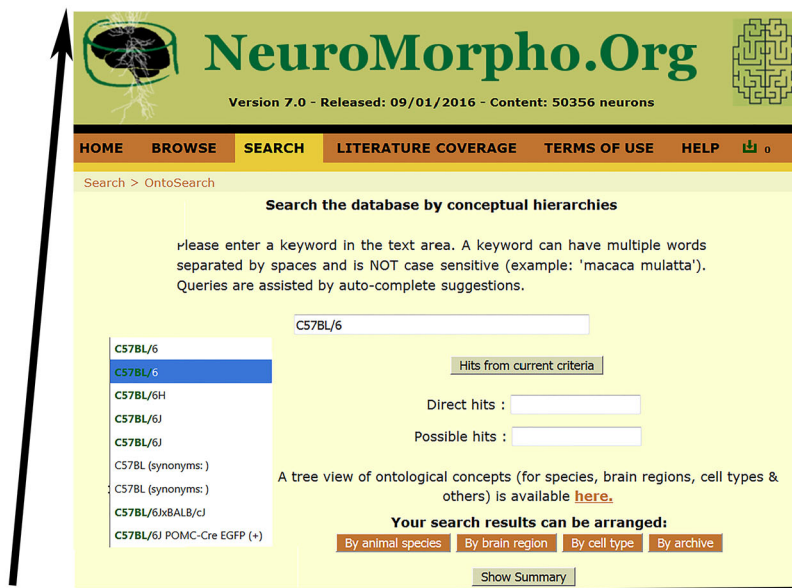 NeuroMorpho.Org
Version 7.0 - Released: 09/01/2016 - Content: 50356 neurons
HOME BROWSE SEARCH LITERATURE COVERAGE TERMS OF USE HELP 0
Search > OntoSearch
Search the database by conceptual hierarchies
Please enter a keyword in the text area. A keyword can have multiple words
separated by spaces and is NOT case sensitive (example: 'macaca mulatta').
Queries are assisted by auto-complete suggestions.
C57BL/6
C57BL/6
C57BL/6
C57BL/6H
C57BL/6J
C57BL/6J
C57BL (synonyms: )
C57BL (synonyms: )
C57BL/6JxBALB/cJ
C57BL/6J POMC-Cre EGFP (+)
Hits from current criteria
Direct hits :
Possible hits :
A tree view of ontological concepts (for species, brain regions, cell types &
others) is available here.
Your search results can be arranged:
By animal species By brain region By cell type By archive
Show Summary